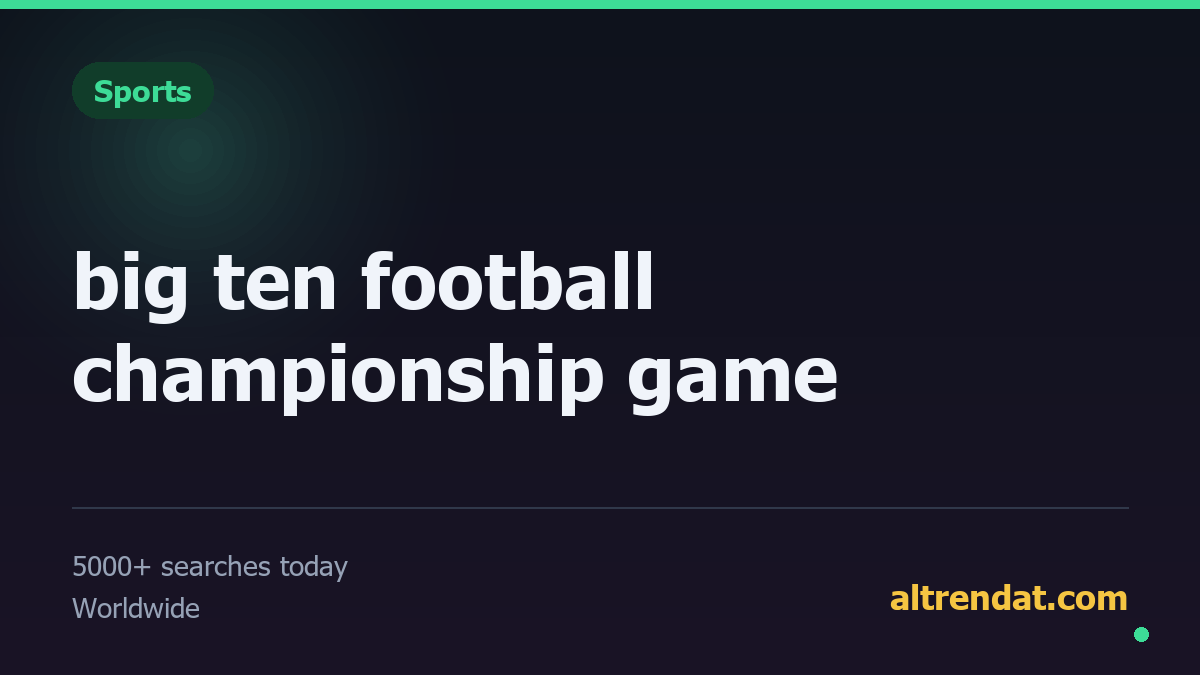 Sports
big ten football
championship game
5000+ searches today
Worldwide
altrendat.com